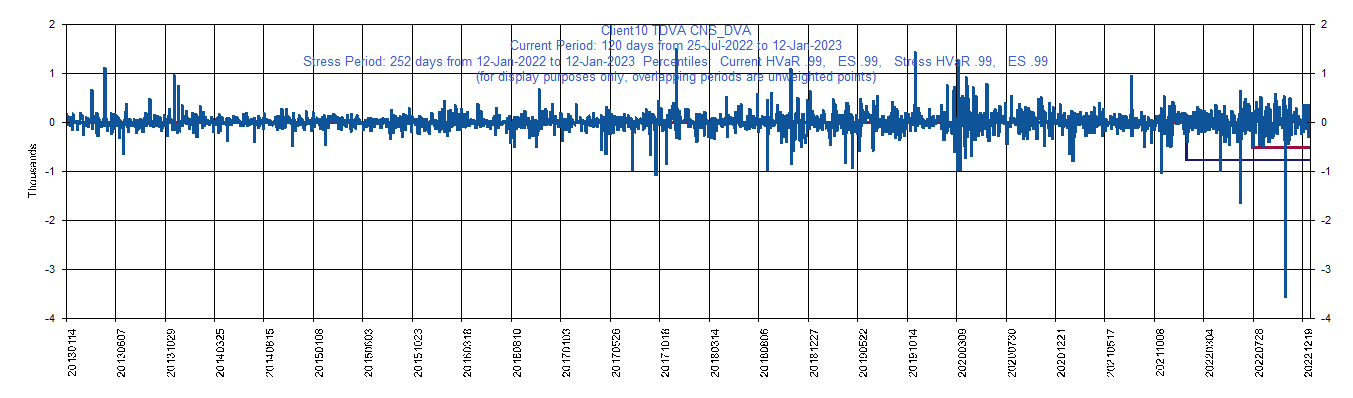 Client10 TDVA CNS_DVA
Current Period: 120 days from 25-Jul-2022 to 12-Jan-2023
Stress Period: 252 days from 12-Jan-2022 to 12-Jan-2023 Percentiles: Current HVaR .99, ES .99, Stress HVaR .99, ES .99
(for display purposes only, overlapping periods are unweighted points)
2 2
1 1
0 0
-1 -1
-2 -2
-3 -3
-4 -4
Thousands
20130114 20130607 20131029 20140325 20140815 20150108 20150603 20151023 20160318 20160810 20170103 20170526 20171018 20180314 20180806 20181227 20190522 20191014 20200309 20200730 20201221 20210517 20211008 20220304 20220728 20221219